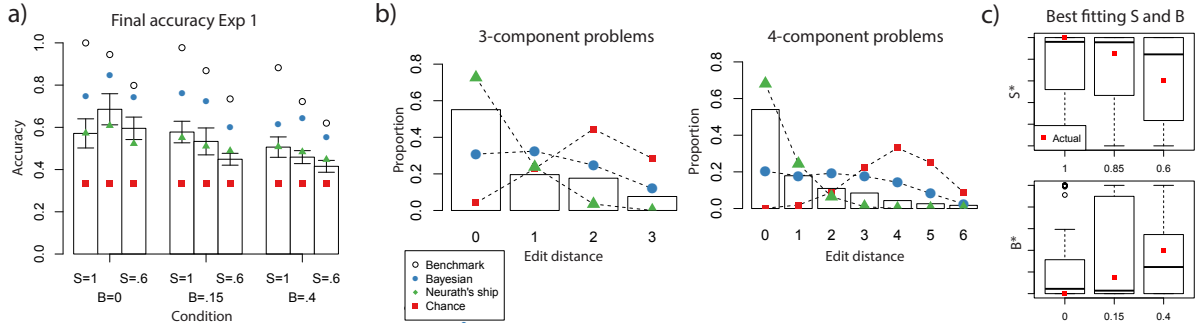 a)
Final accuracy Exp 1
Accuracy
0.0 0.2 0.4 0.6 0.8 1.0
S=1 S=.6 S=1 S=.6 S=1 S=.6
B=0 B=.15 B=.4
Condition
b)
3-component problems
Proportion
0.0 0.2 0.4 0.6 0.8
0 1 2 3
Edit distance
Benchmark
Bayesian
Neurath's ship
Chance
4-component problems
Proportion
0.0 0.2 0.4 0.6 0.8
0 1 2 3 4 5 6
Edit distance
c)
Best fitting S and B
S*
Actual
1 0.85 0.6
B*
0 0.15 0.4